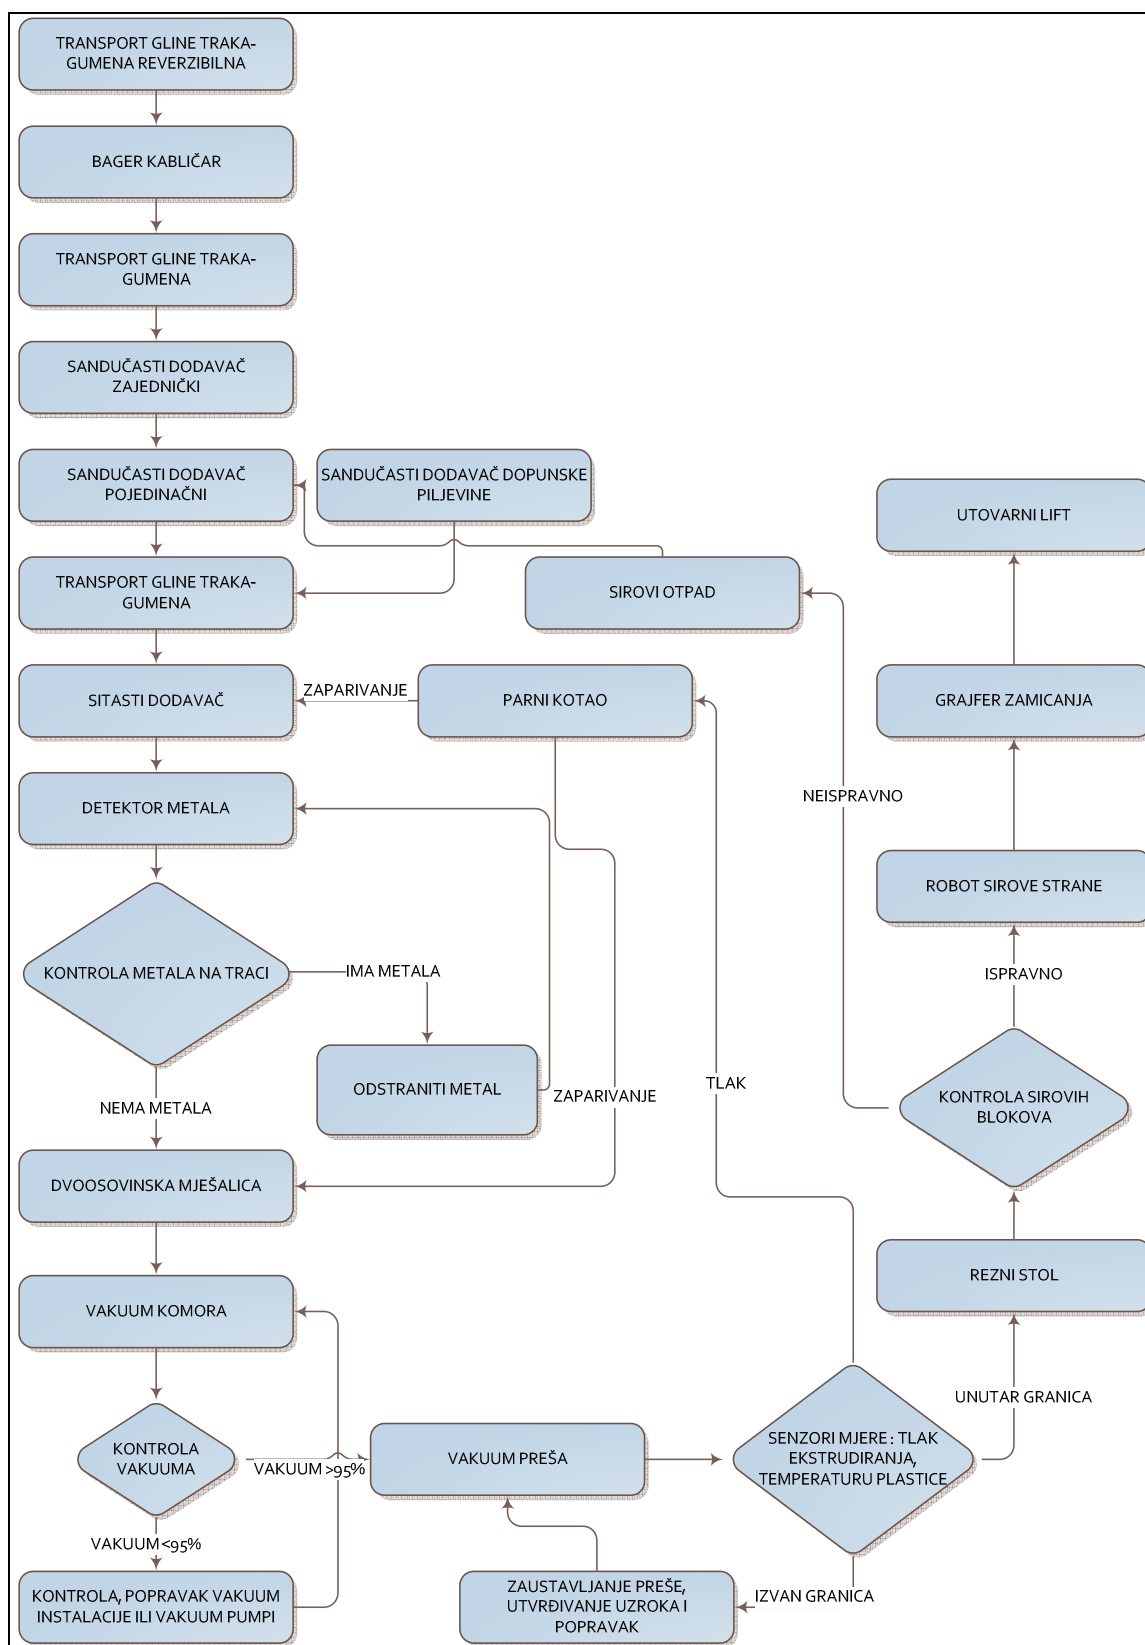 TRANSPORT GLINE TRAKA-
GUMENA REVERZIBILNA
BAGER KABLIČAR
TRANSPORT GLINE TRAKA-
GUMENA
SANDUČASTI DODAVAČ
ZAJEDNIČKI
SANDUČASTI DODAVAČ
POJEDINAČNI
SANDUČASTI DODAVAČ DOPUNSKE
PILJEVINE
UTOVARNI LIFT
TRANSPORT GLINE TRAKA-
GUMENA
SIROVI OTPAD
SITASTI DODAVAČ
ZAPARIVANJE
PARNI KOTAO
GRAJFER ZAMICANJA
DETEKTOR METALA
NEISPRAVNO
ROBOT SIROVE STRANE
KONTROLA METALA NA TRACI
IMA METALA
ISPRAVNO
ODSTRANITI METAL
ZAPARIVANJE
TLAK
KONTROLA SIROVIH
BLOKOVA
NEMA METALA
DVOOSOVINSKA MJEŠALICA
REZNI STOL
VAKUUM KOMORA
UNUTAR GRANICA
KONTROLA
VAKUUMA
VAKUUM >95%
VAKUUM PREŠA
SENZORI MJERE : TLAK
EKSTRUDIRANJA,
TEMPERATURU PLASTICE
VAKUUM <95%
KONTROLA, POPRAVAK VAKUUM
INSTALACIJE ILI VAKUUM PUMPI
ZAUSTAVLJANJE PREŠE,
UTVRĐIVANJE UZROKA I
POPRAVAK
IZVAN GRANICA